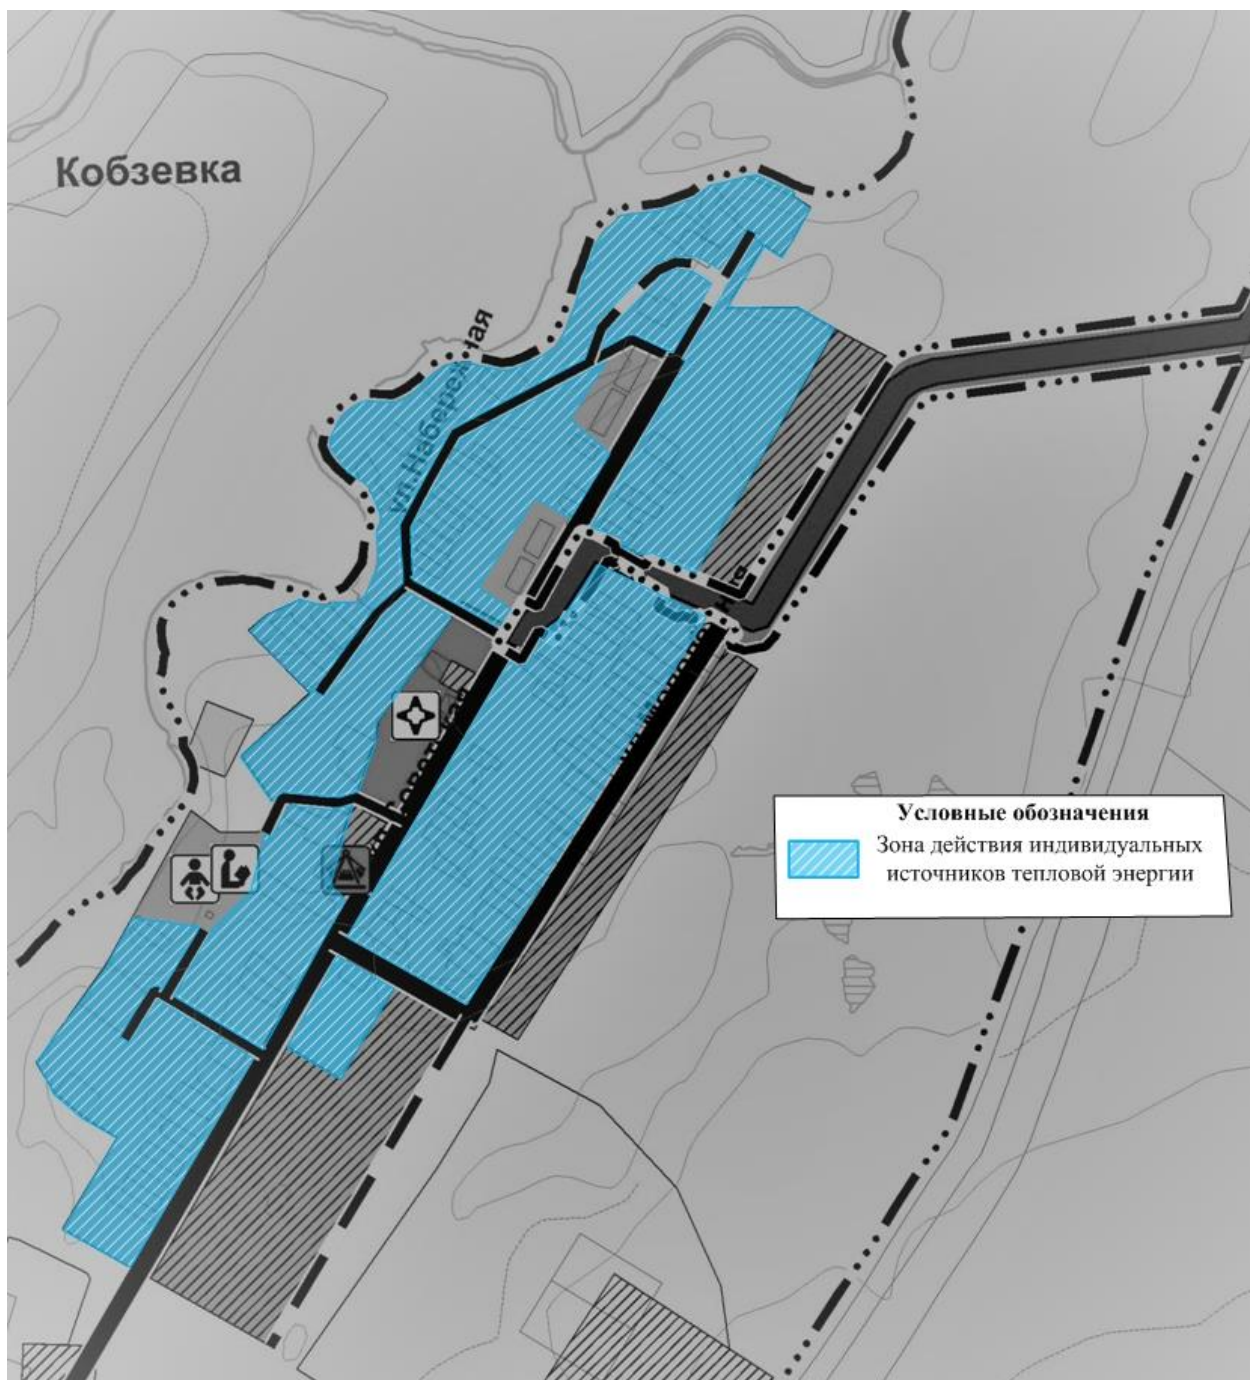 Кобзевка
ул.Набережная
Условные обозначения
Зона действия индивидуальных
источников тепловой энергии